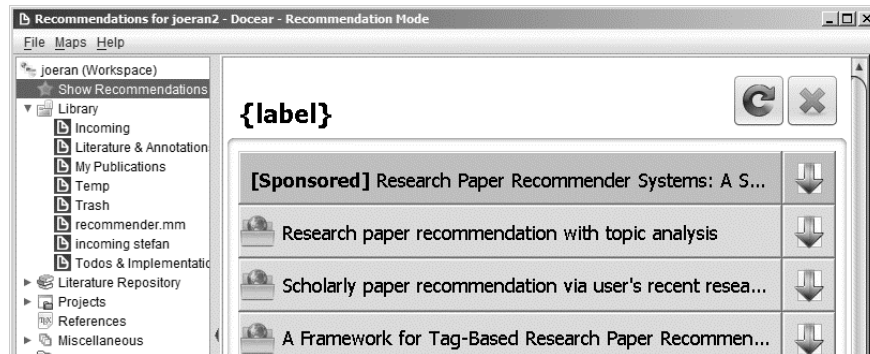 Recommendations for joeran2 - Docear - Recommendation Mode
File Maps Help
joeran (Workspace)
Show Recommendations
Library
Incoming
Literature & Annotation
My Publications
Temp
Trash
recommender.mm
incoming stefan
Todos & Implementatio
Literature Repository
Projects
References
Miscellaneous
{label}
[Sponsored] Research Paper Recommender Systems: A S...
Research paper recommendation with topic analysis
Scholarly paper recommendation via user's recent resea...
A Framework for Tag-Based Research Paper Recommen...